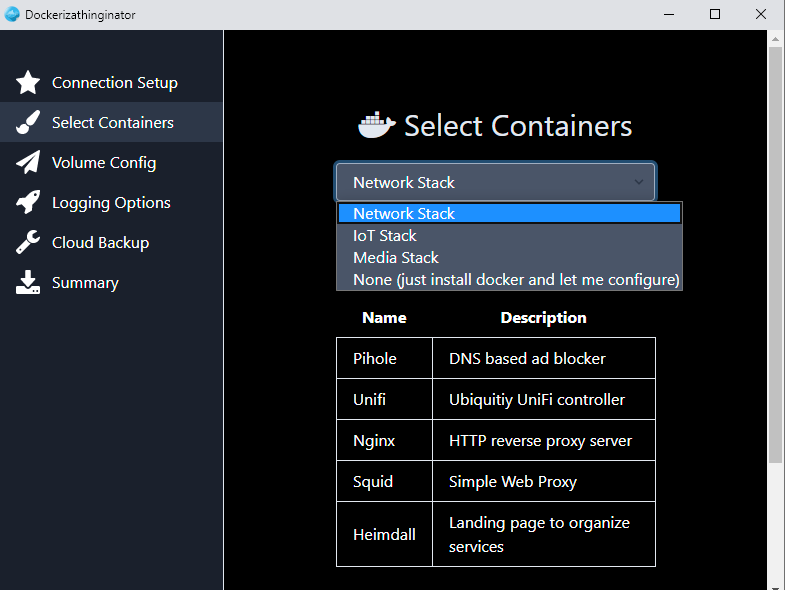 Dockerizathinginator
Connection Setup
Select Containers
Volume Config
Logging Options
Cloud Backup
Summary
Select Containers
Network Stack
Network Stack
IoT Stack
Media Stack
None (just install docker and let me configure)
Name Description
Pihole DNS based ad blocker
Unifi Ubiquitiy UniFi controller
Nginx HTTP reverse proxy server
Squid Simple Web Proxy
Heimdall Landing page to organize
services